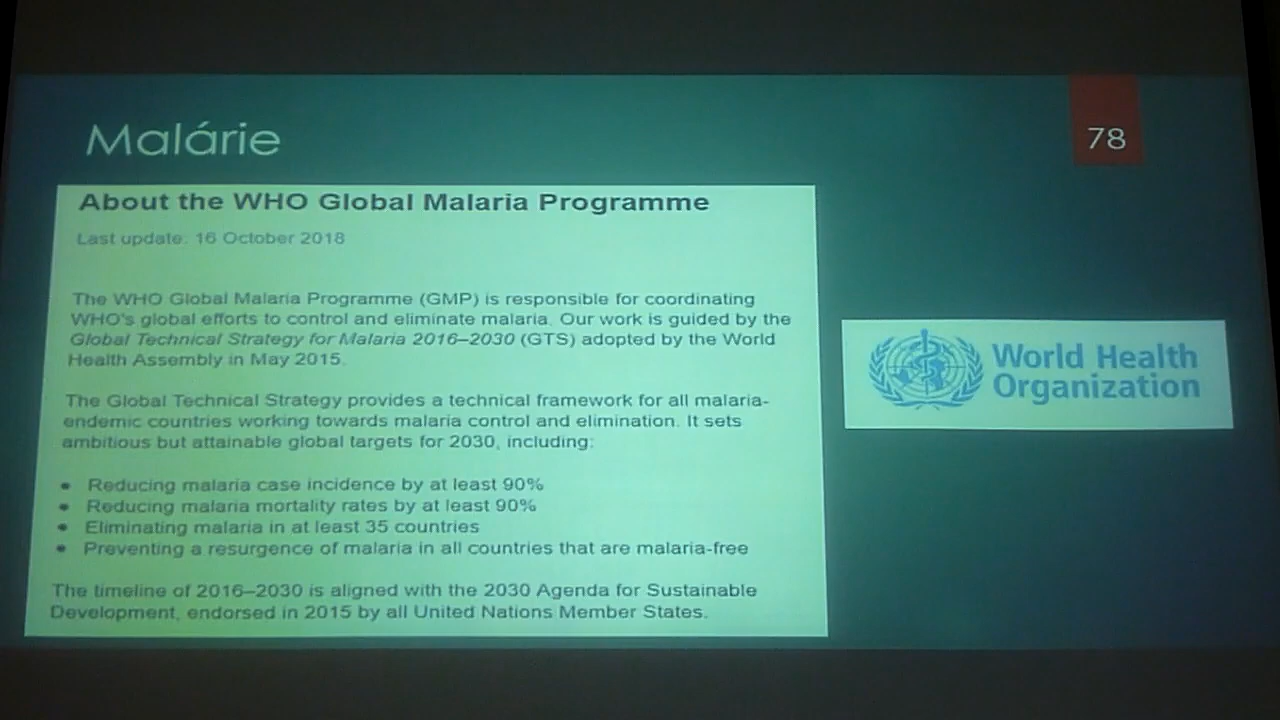 Malárie
78
About the WHO Global Malaria Programme
Last update: 16 October 2018
The WHO Global Malaria Programme (GMP) is responsible for coordinating
WHO's global efforts to control and eliminate malaria. Our work is guided by the
Global Technical Strategy for Malaria 2016–2030 (GTS) adopted by the World
Health Assembly in May 2015.
The Global Technical Strategy provides a technical framework for all malaria-
endemic countries working towards malaria control and elimination. It sets
ambitious but attainable global targets for 2030, including:
● Reducing malaria case incidence by at least 90%
● Reducing malaria mortality rates by at least 90%
● Eliminating malaria in at least 35 countries
● Preventing a resurgence of malaria in all countries that are malaria-free
The timeline of 2016–2030 is aligned with the 2030 Agenda for Sustainable
Development, endorsed in 2015 by all United Nations Member States.
World Health
Organization